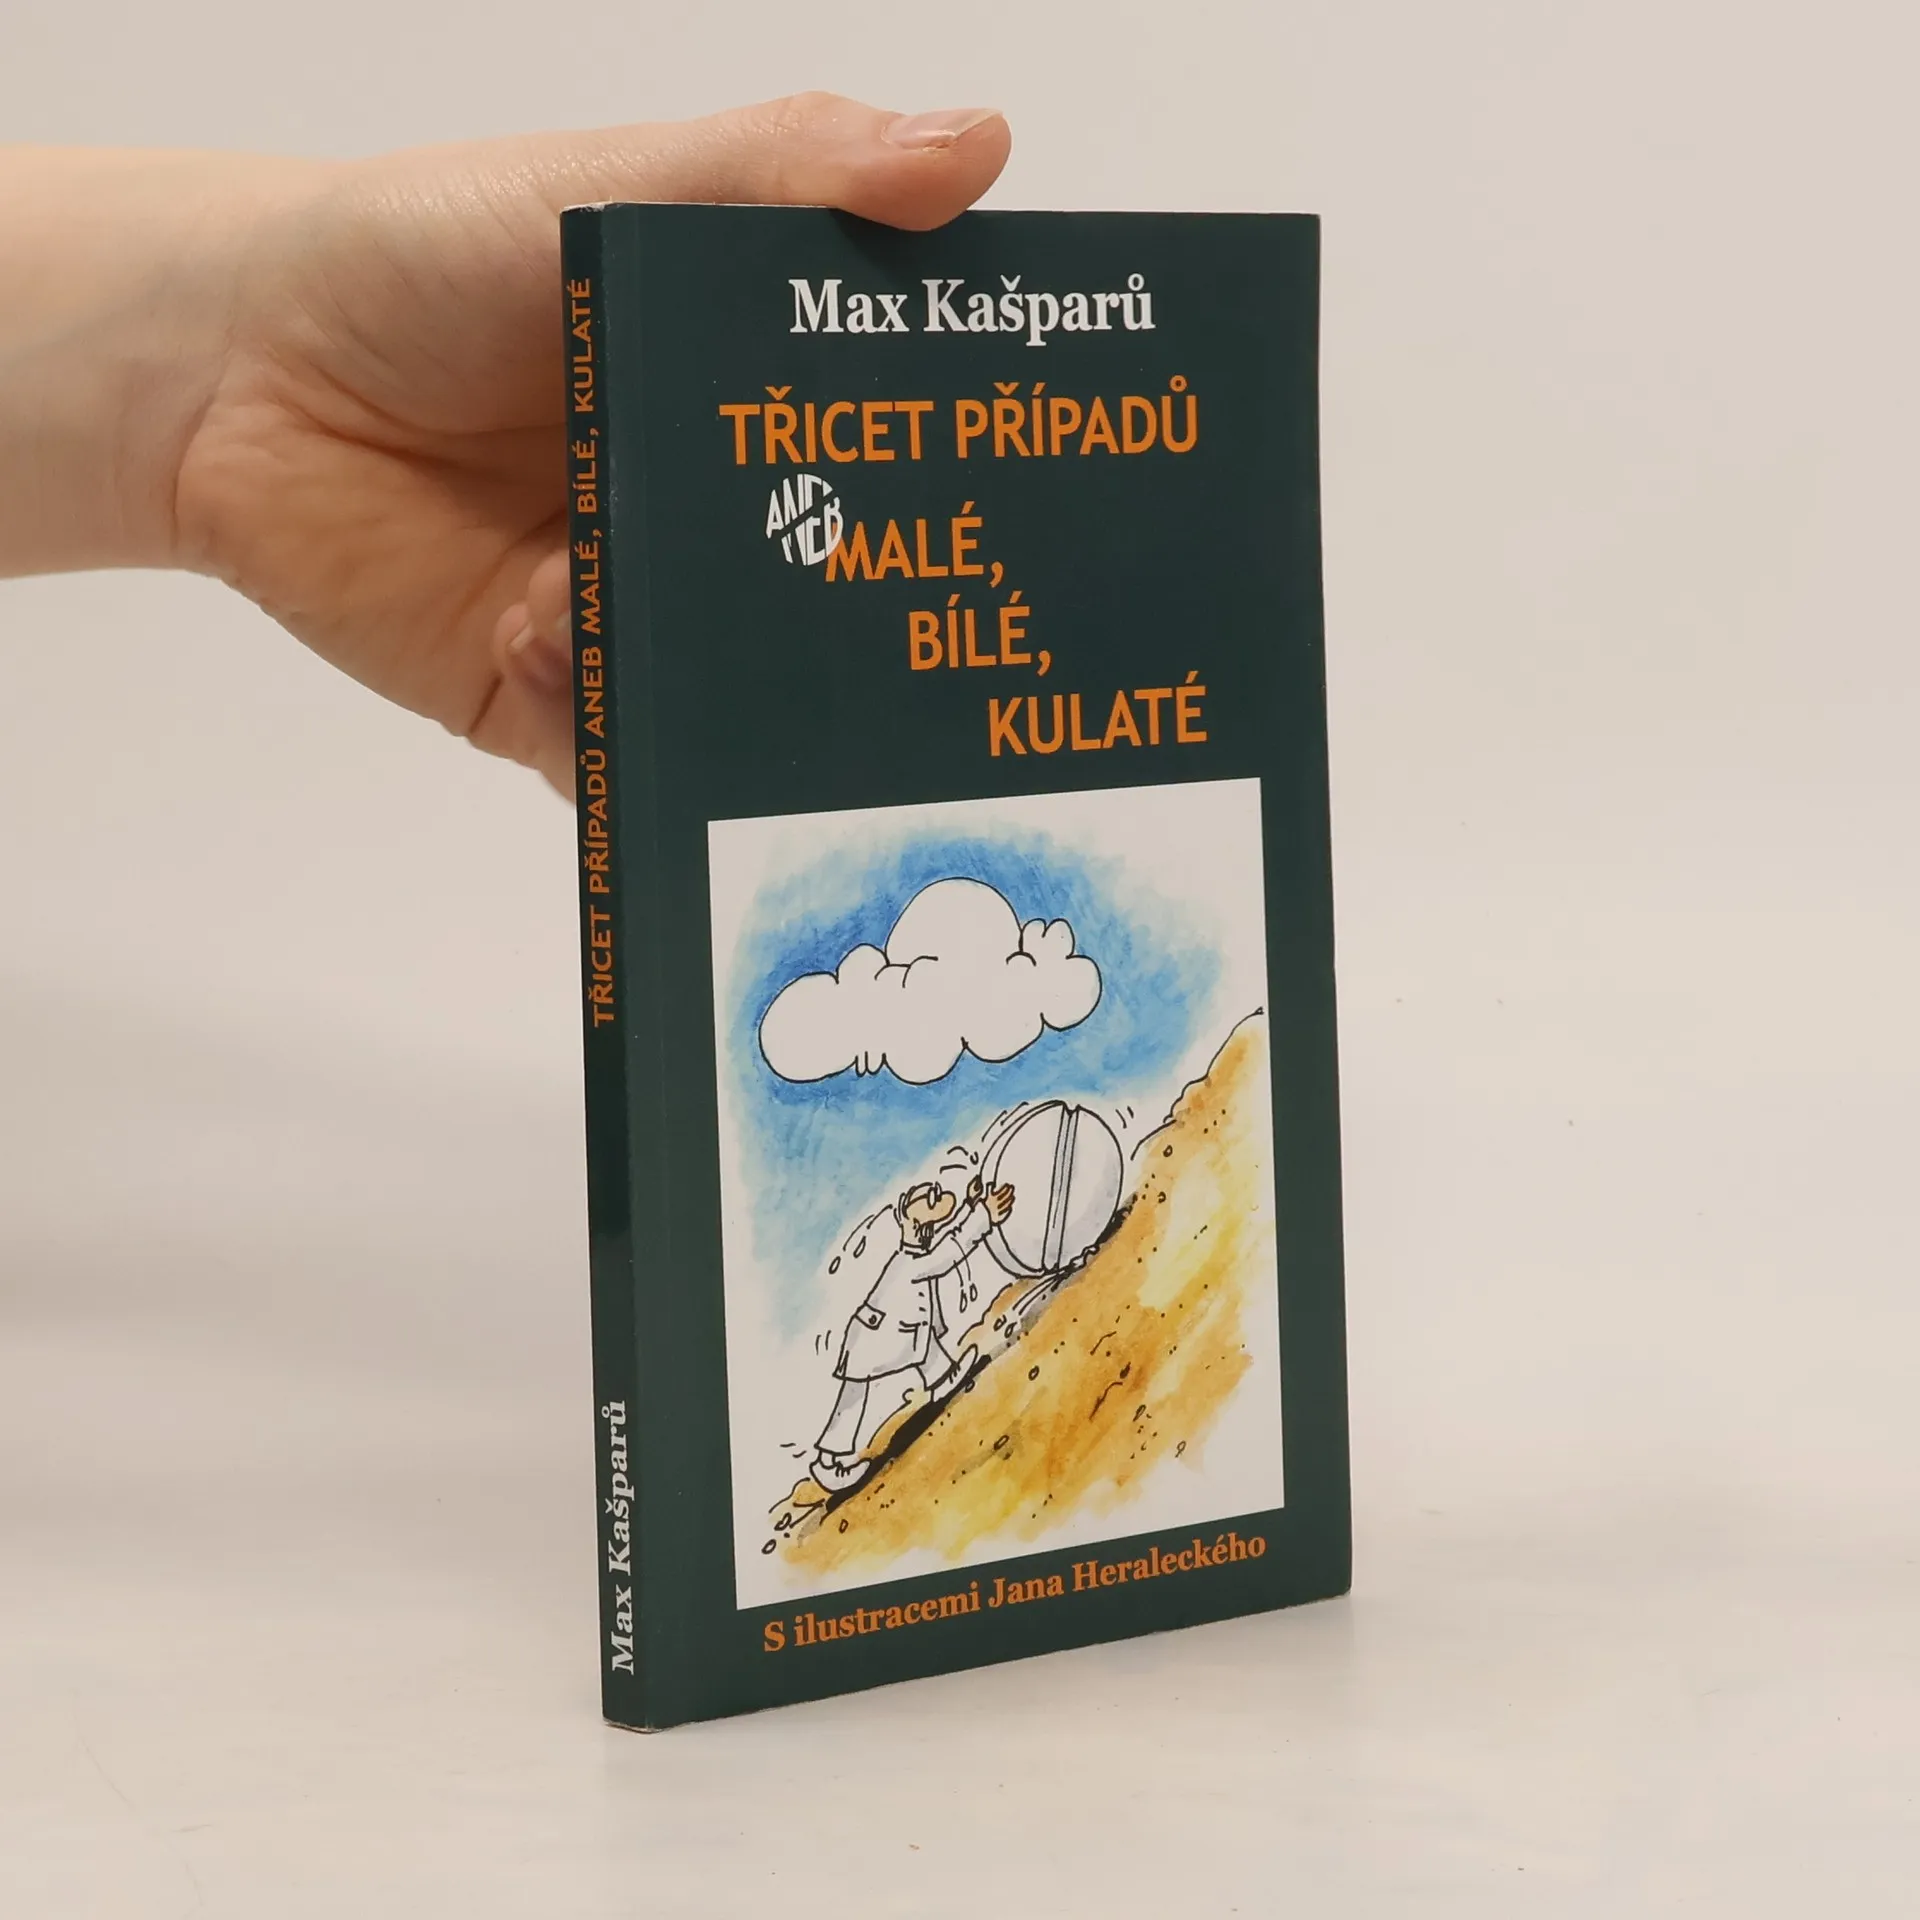 Max Kašparů
TŘICET PŘÍPADŮ
ANEB
MALÉ,
BÍLÉ,
KULATÉ
S ilustracemi Jana Heraleckého
TŘICET PŘÍPADŮ ANEB MALÉ, BÍLÉ, KULATÉ
Max Kašparů